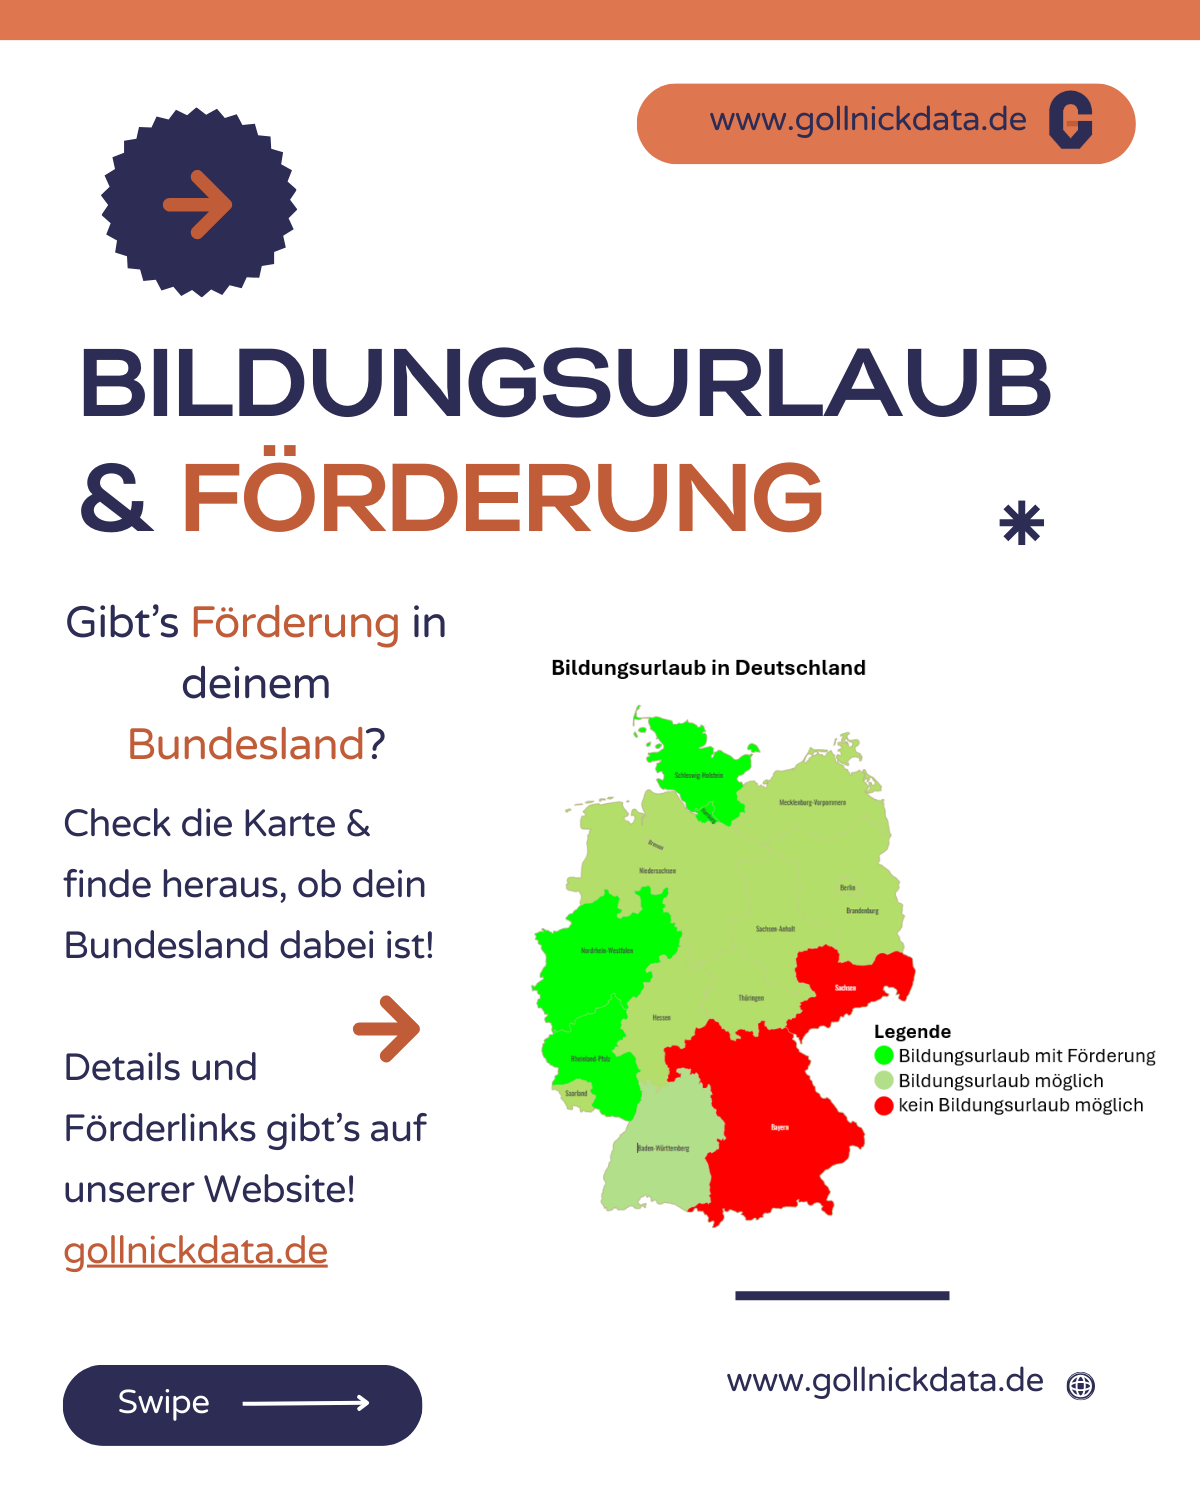 www.gollnickdata.de
BILDUNGSURLAUB
& FÖRDERUNG
Gibt's Förderung in
deinem
Bundesland?
Check die Karte &
finde heraus, ob dein
Bundesland dabei ist!
Details und
Förderlinks gibt's auf
unserer Website!
gollnickdata.de
Bildungsurlaub in Deutschland
Schleswig-Holstein
Mecklenburg-Vorpommern
Bremen
Niedersachsen
Berlin
Brandenburg
Sachsen-Anhalt
Nordrhein-Westfalen
Sachsen
Thüringen
Hessen
Rheinland-Pfalz
Saarland
Bayern
Baden-Württemberg
Legende
Bildungsurlaub mit Förderung
Bildungsurlaub möglich
kein Bildungsurlaub möglich
Swipe
www.gollnickdata.de